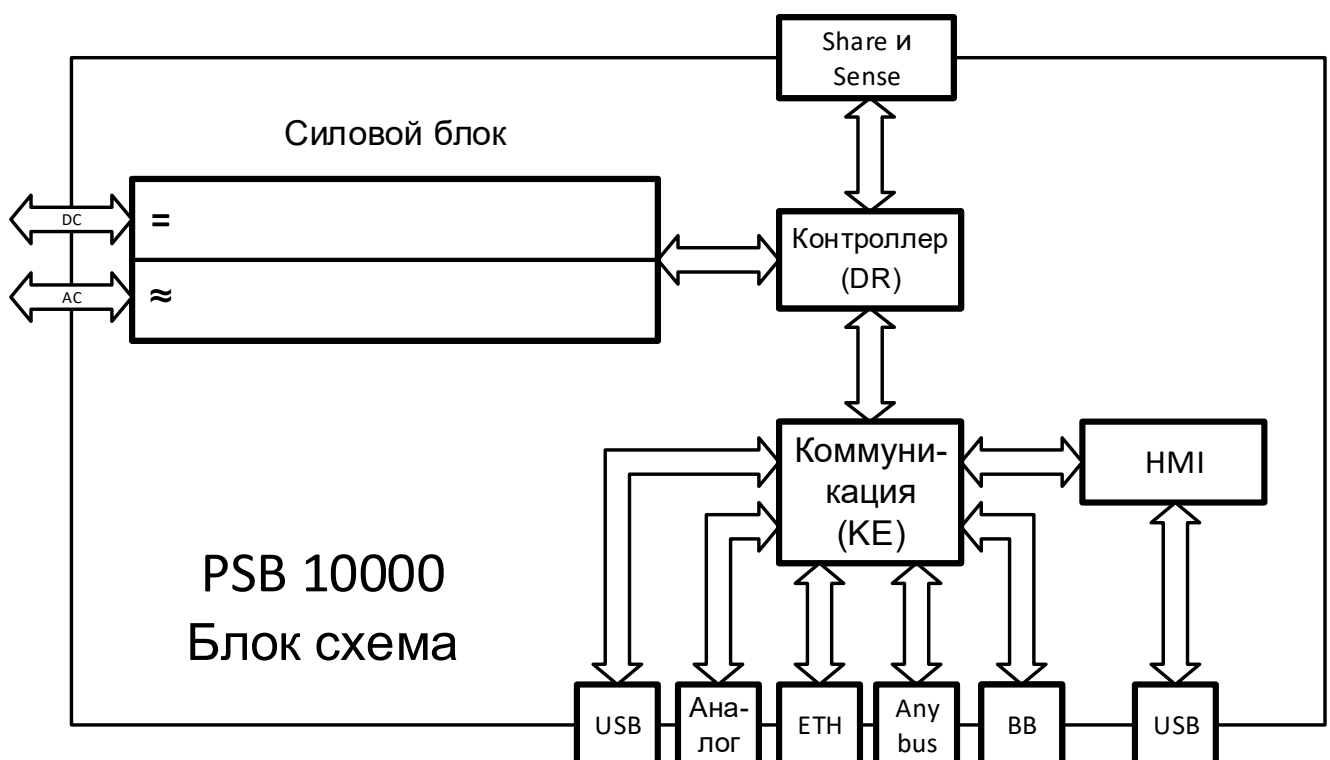 Share и
Sense
Силовой блок
DC
=
AC
≈
Контроллер
(DR)
Коммуни-
кация
(KE)
HMI
PSB 10000
Блок схема
USB
Ана-
лог
ETH
Any
bus
BB
USB